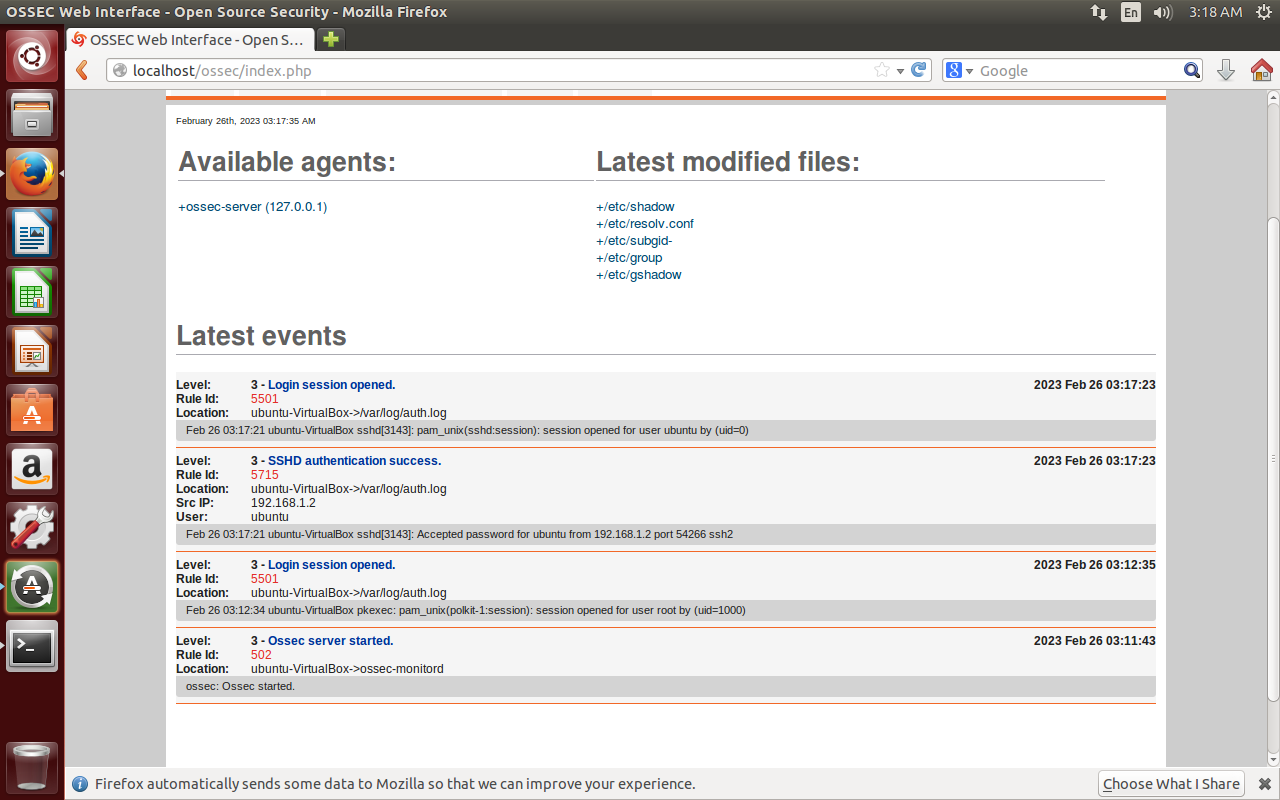 OSSEC Web Interface - Open Source Security - Mozilla Firefox
En
3:18 AM
OSSEC Web Interface - Open S...
localhost/ossec/index.php
8
Google
February 26th, 2023 03:17:35 AM
Available agents:
Latest modified files:
+ossec-server (127.0.0.1)
+/etc/shadow
+/etc/resolv.conf
+/etc/subgid-
+/etc/group
+/etc/gshadow
Latest events
Level: 3 - Login session opened. 2023 Feb 26 03:17:23
Rule Id: 5501
Location: ubuntu-VirtualBox->/var/log/auth.log
Feb 26 03:17:21 ubuntu-VirtualBox sshd[3143]: pam_unix(sshd:session): session opened for user ubuntu by (uid=0)
Level: 3 - SSHD authentication success. 2023 Feb 26 03:17:23
Rule Id: 5715
Location: ubuntu-VirtualBox->/var/log/auth.log
Src IP: 192.168.1.2
User: ubuntu
Feb 26 03:17:21 ubuntu-VirtualBox sshd[3143]: Accepted password for ubuntu from 192.168.1.2 port 54266 ssh2
Level: 3 - Login session opened. 2023 Feb 26 03:12:35
Rule Id: 5501
Location: ubuntu-VirtualBox->/var/log/auth.log
Feb 26 03:12:34 ubuntu-VirtualBox pkexec: pam_unix(polkit-1:session): session opened for user root by (uid=1000)
Level: 3 - Ossec server started. 2023 Feb 26 03:11:43
Rule Id: 502
Location: ubuntu-VirtualBox->ossec-monitord
ossec: Ossec started.
Firefox automatically sends some data to Mozilla so that we can improve your experience.
Choose What I Share